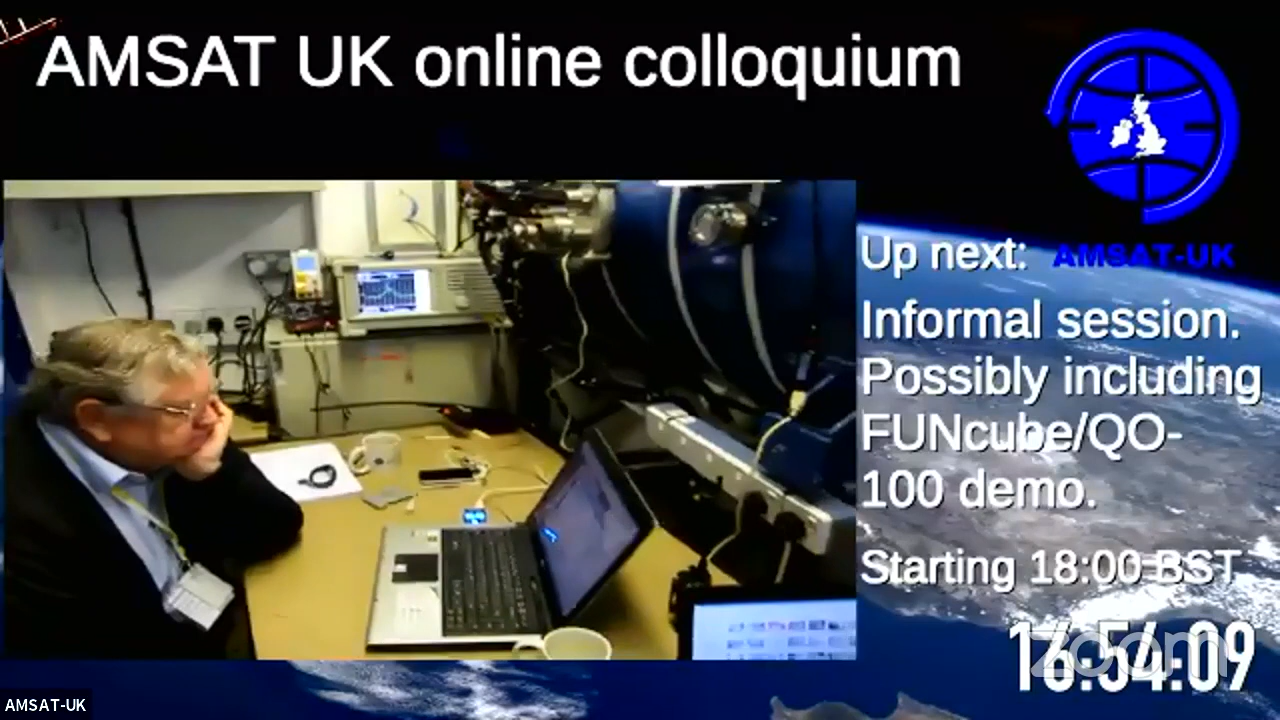 AMSAT UK online colloquium
AMSAT-UK
Up next:
Informal session.
Possibly including
FUNcube/QO-
100 demo.
Starting 18:00 BST
16:54:09
zoom
AMSAT-UK